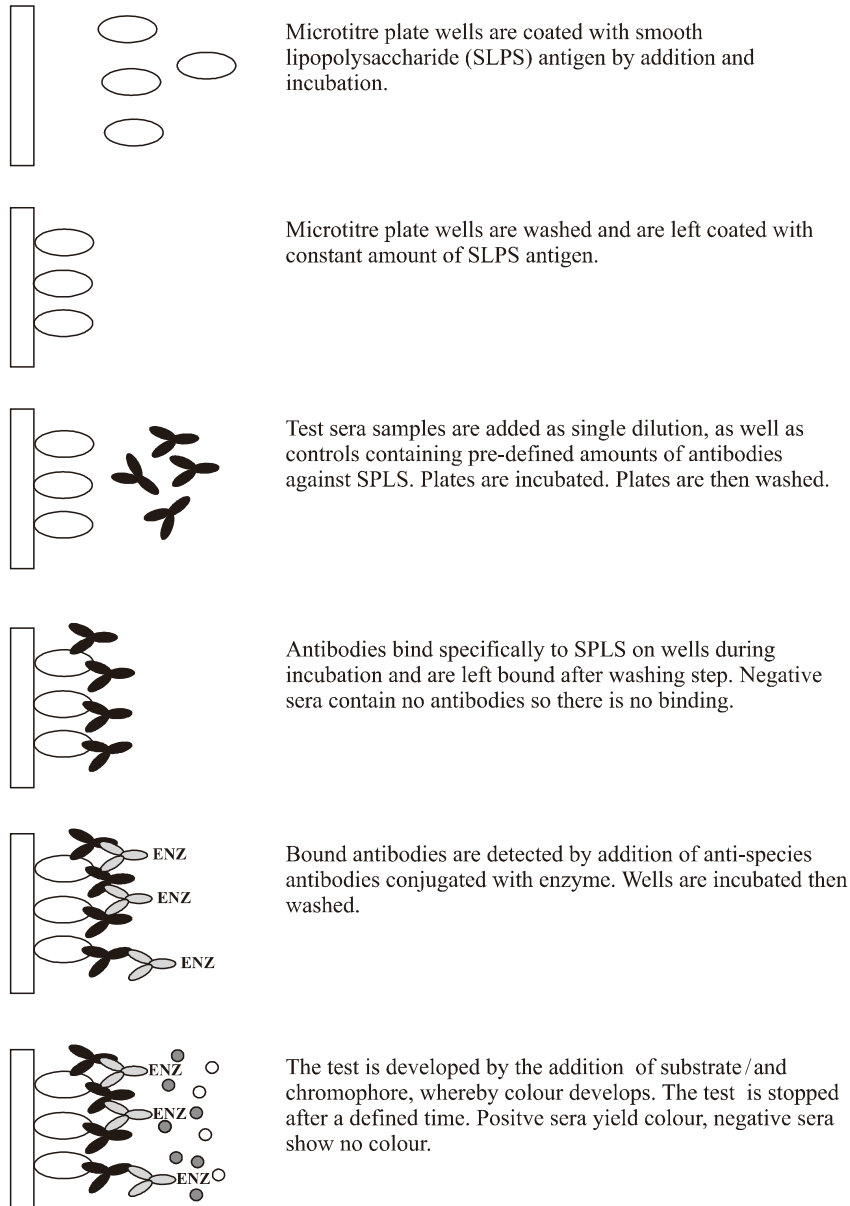 Microtitre plate wells are coated with smooth
lipopolysaccharide (SLPS) antigen by addition and
incubation.
Microtitre plate wells are washed and are left coated with
constant amount of SLPS antigen.
Test sera samples are added as single dilution, as well as
controls containing pre-defined amounts of antibodies
against SPLS. Plates are incubated. Plates are then washed.
Antibodies bind specifically to SPLS on wells during
incubation and are left bound after washing step. Negative
sera contain no antibodies so there is no binding.
ENZ
ENZ
ENZ
Bound antibodies are detected by addition of anti-species
antibodies conjugated with enzyme. Wells are incubated then
washed.
ENZ
ENZ
ENZ
The test is developed by the addition of substrate/and
chromophore, whereby colour develops. The test is stopped
after a defined time. Positve sera yield colour, negative sera
show no colour.